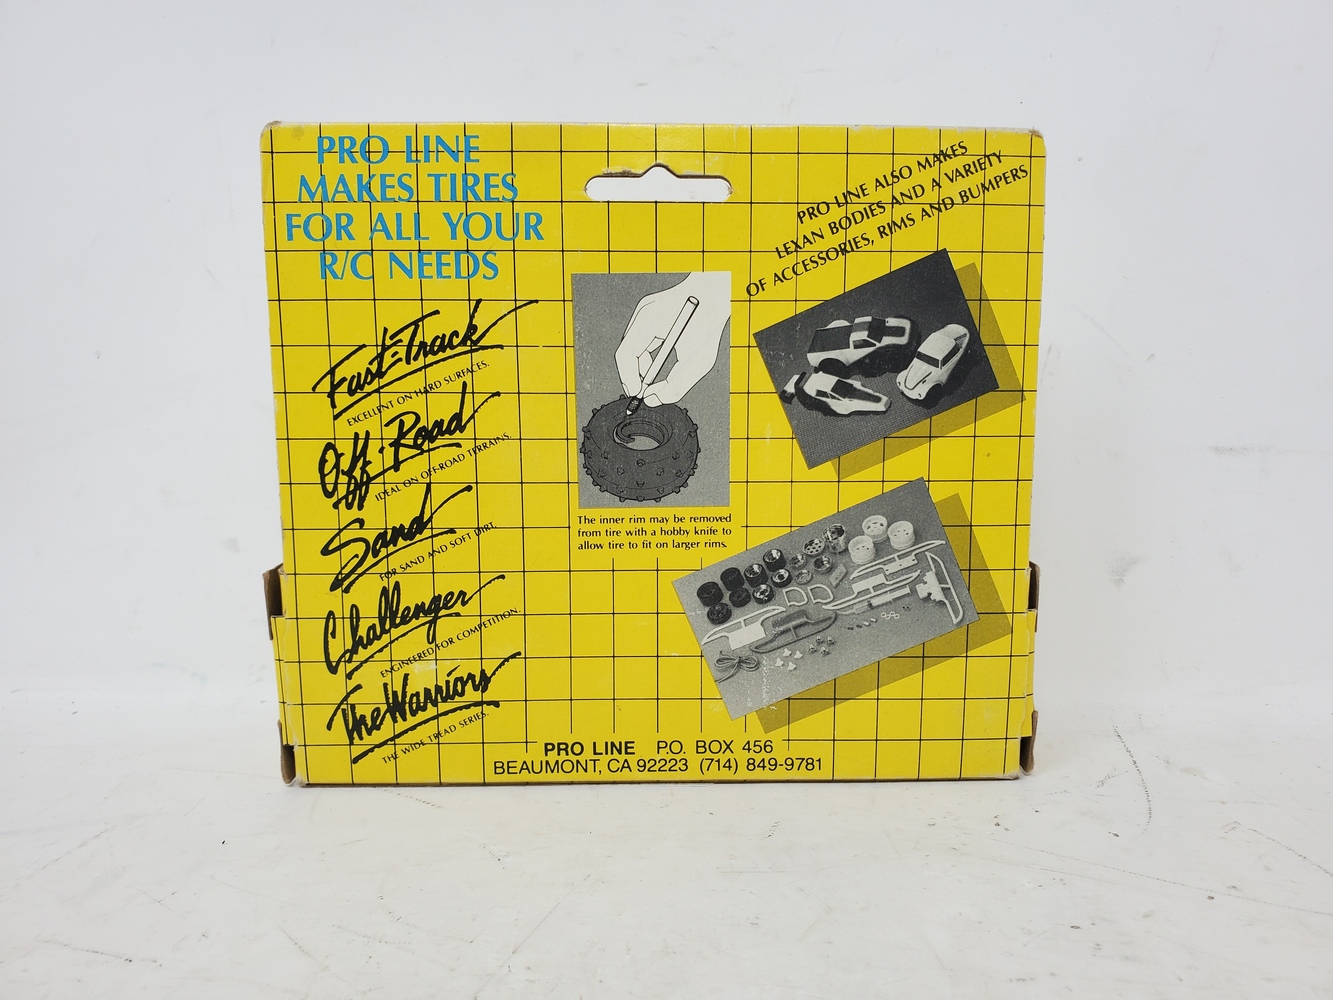 PRO LINE
MAKES TIRES
FOR ALL YOUR
R/C NEEDS
Fast-Track
EXCELLENT ON HARD SURFACES.
Off-Road
IDEAL ON OFF-ROAD TERRAINS.
Sand
FOR SAND AND SOFT DIRT.
Challenger
ENGINEERED FOR COMPETITION.
The Warriors
THE WIDE TREAD SERIES.
The inner rim may be removed
from tire with a hobby knife to
allow tire to fit on larger rims.
PRO LINE ALSO MAKES
LEXAN BODIES AND A VARIETY
OF ACCESSORIES, RIMS AND BUMPERS
PRO LINE P.O. BOX 456
BEAUMONT, CA 92223 (714) 849-9781